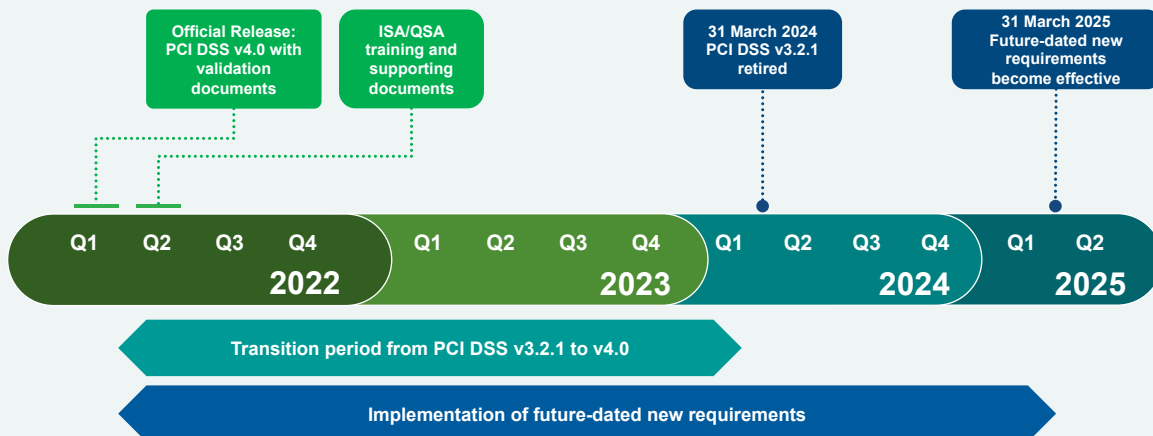 Official Release:
PCI DSS v4.0 with
validation
documents
ISA/QSA
training and
supporting
documents
31 March 2024
PCI DSS v3.2.1
retired
31 March 2025
Future-dated new
requirements
become effective
Q1 Q2 Q3 Q4
2022
Q1 Q2 Q3 Q4
2023
Q1 Q2 Q3 Q4
2024
Q1 Q2
2025
Transition period from PCI DSS v3.2.1 to v4.0
Implementation of future-dated new requirements